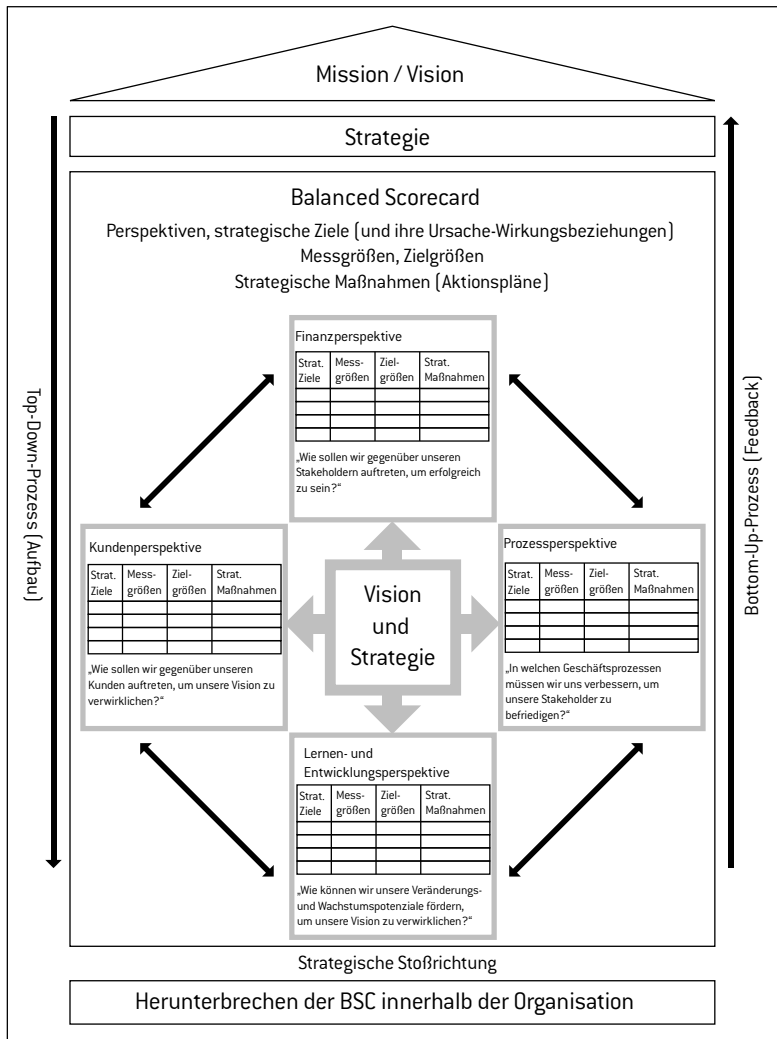 Mission / Vision
Strategie
Balanced Scorecard
Perspektiven, strategische Ziele (und ihre Ursache-Wirkungsbeziehungen)
Messgrößen, Zielgrößen
Strategische Maßnahmen (Aktionspläne)
Top-Down-Prozess (Aufbau)
Finanzperspektive
Strat. Mess- Ziel- Strat.
Ziele größen größen Maßnahmen
„Wie sollen wir gegenüber unseren
Stakeholdern auftreten, um erfolgreich
zu sein?“
Kundenperspektive
Strat. Mess- Ziel- Strat.
Ziele größen größen Maßnahmen
„Wie sollen wir gegenüber unseren
Kunden auftreten, um unsere Vision zu
verwirklichen?“
Vision
und
Strategie
Prozessperspektive
Strat. Mess- Ziel- Strat.
Ziele größen größen Maßnahmen
„In welchen Geschäftsprozessen
müssen wir uns verbessern, um
unsere Stakeholder zu
befriedigen?“
Lernen- und
Entwicklungsperspektive
Strat. Mess- Ziel- Strat.
Ziele größen größen Maßnahmen
„Wie können wir unsere Veränderungs-
und Wachstumspotenziale fördern,
um unsere Vision zu verwirklichen?“
Bottom-Up-Prozess (Feedback)
Strategische Stoßrichtung
Herunterbrechen der BSC innerhalb der Organisation